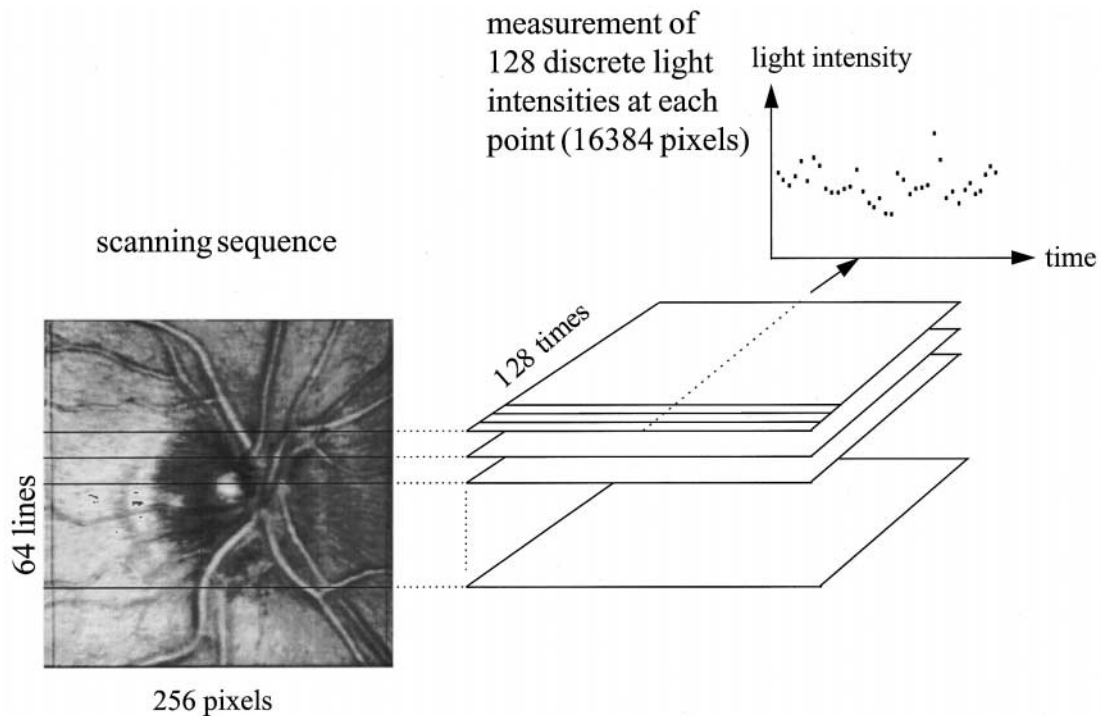 measurement of
128 discrete light
intensities at each
point (16384 pixels)
light intensity
time
scanning sequence
128 times
64 lines
256 pixels